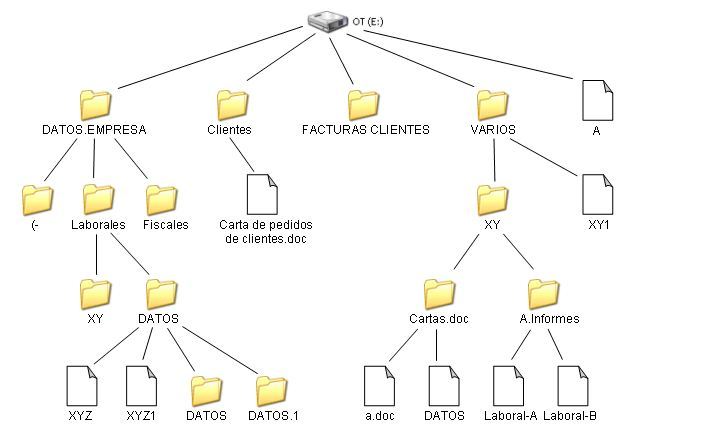 OT (E:)
DATOS.EMPRESA
Clientes
FACTURAS CLIENTES
VARIOS
A
(-
Laborales
Fiscales
Carta de pedidos
de clientes.doc
XY
XY1
XY
DATOS
Cartas.doc
A.Informes
XYZ
XYZ1
DATOS
DATOS.1
a.doc
DATOS
Laboral-A
Laboral-B